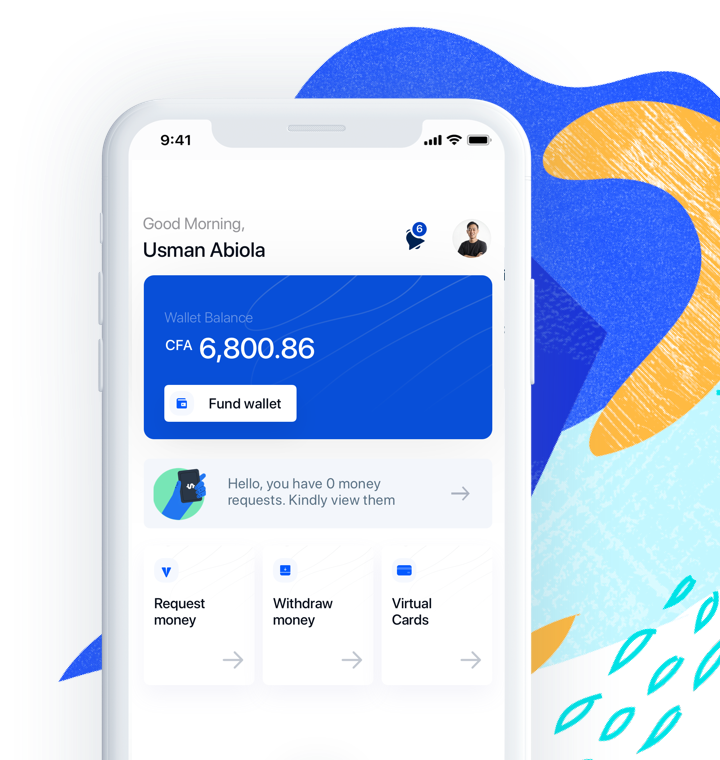 9:41
Good Morning,
Usman Abiola
6
Wallet Balance
CFA 6,800.86
Fund wallet
Hello, you have 0 money
requests. Kindly view them
Request
money
Withdraw
money
Virtual
Cards